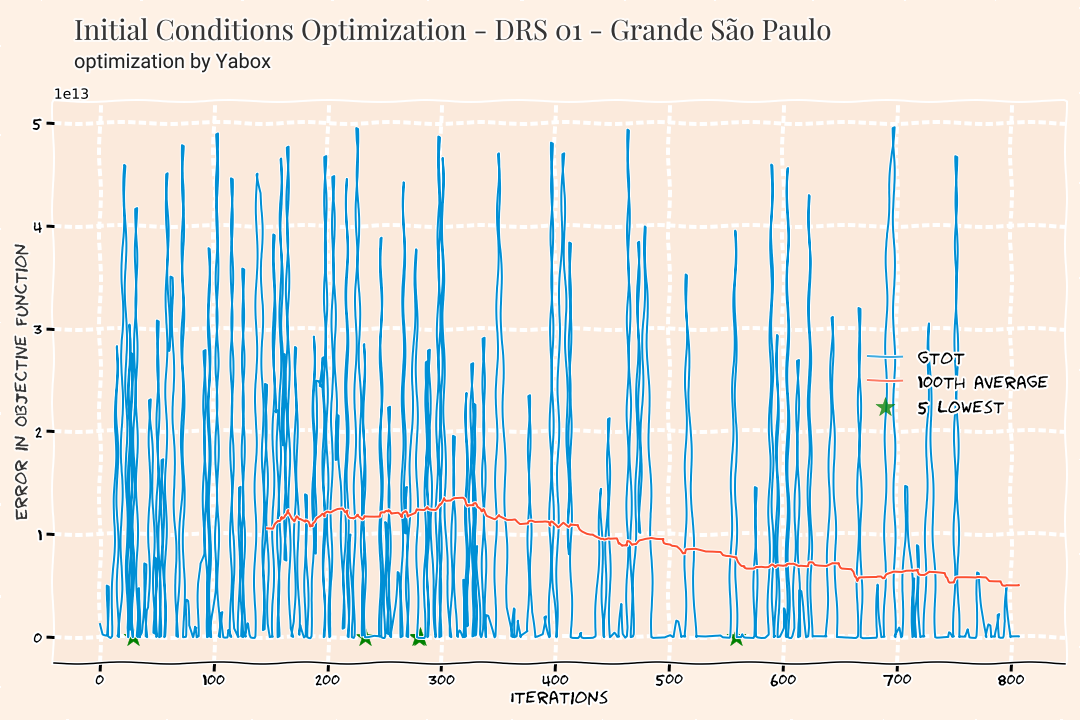 Initial Conditions Optimization - DRS 01 - Grande São Paulo
optimization by Yabox
1e13
5
4
3
2
1
0
ERROR IN OBJECTIVE FUNCTION
GTOT
100TH AVERAGE
5 LOWEST
0 100 200 300 400 500 600 700 800
ITERATIONS